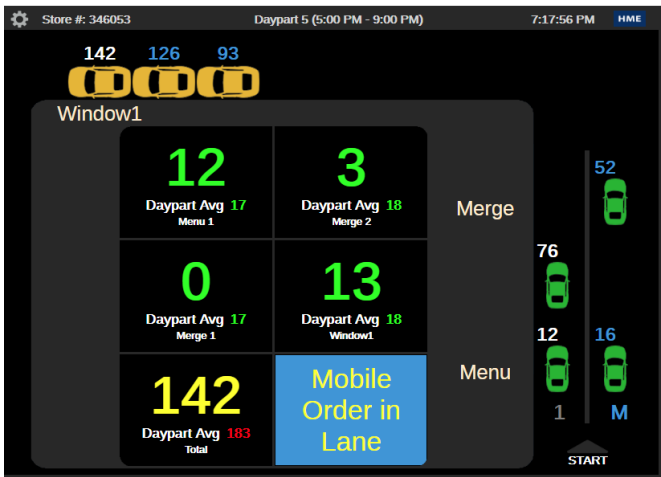 Store #: 346053 Daypart 5 (5:00 PM - 9:00 PM) 7:17:56 PM HME
142 126 93
Window1
12
Daypart Avg 17
Menu 1
3
Daypart Avg 18
Merge 2
0
Daypart Avg 17
Merge 1
13
Daypart Avg 18
Window1
142
Daypart Avg 183
Total
Mobile
Order in
Lane
Merge
Menu
52
76
12 16
1 M
START